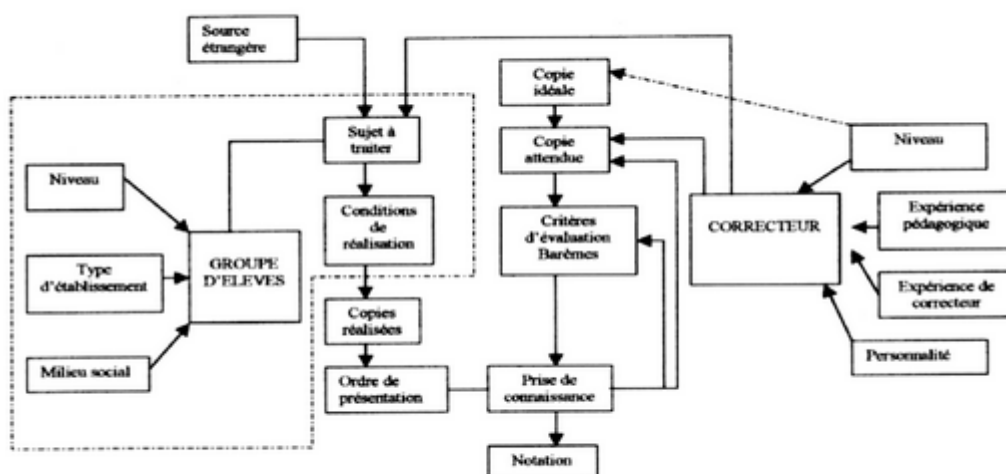 Source
étrangère
Sujet à
traiter
Niveau
Type
d'établissement
Milieu social
GROUPE
D'ELEVES
Conditions
de
réalisation
Copies
réalisées
Ordre de
présentation
Copie
idéale
Copie
attendue
Critères
d'évaluation
Barêmes
Prise de
connaissance
Notation
CORRECTEUR
Niveau
Expérience
pédagogique
Expérience de
correcteur
Personnalité